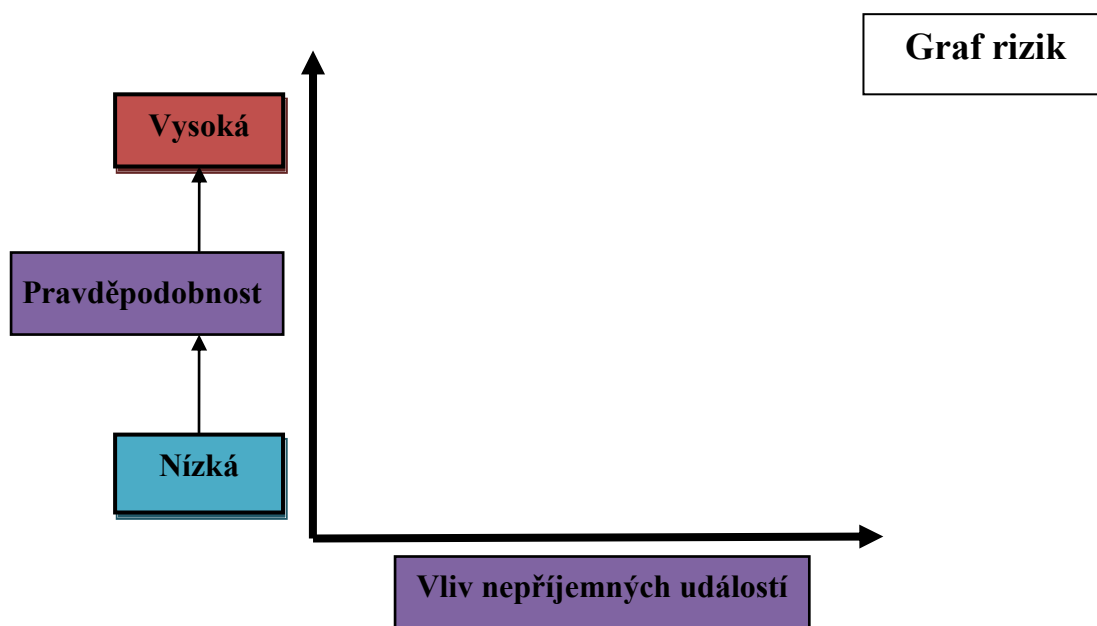 Graf rizik
Vysoká
Pravděpodobnost
Nízká
Vliv nepříjemných událostí